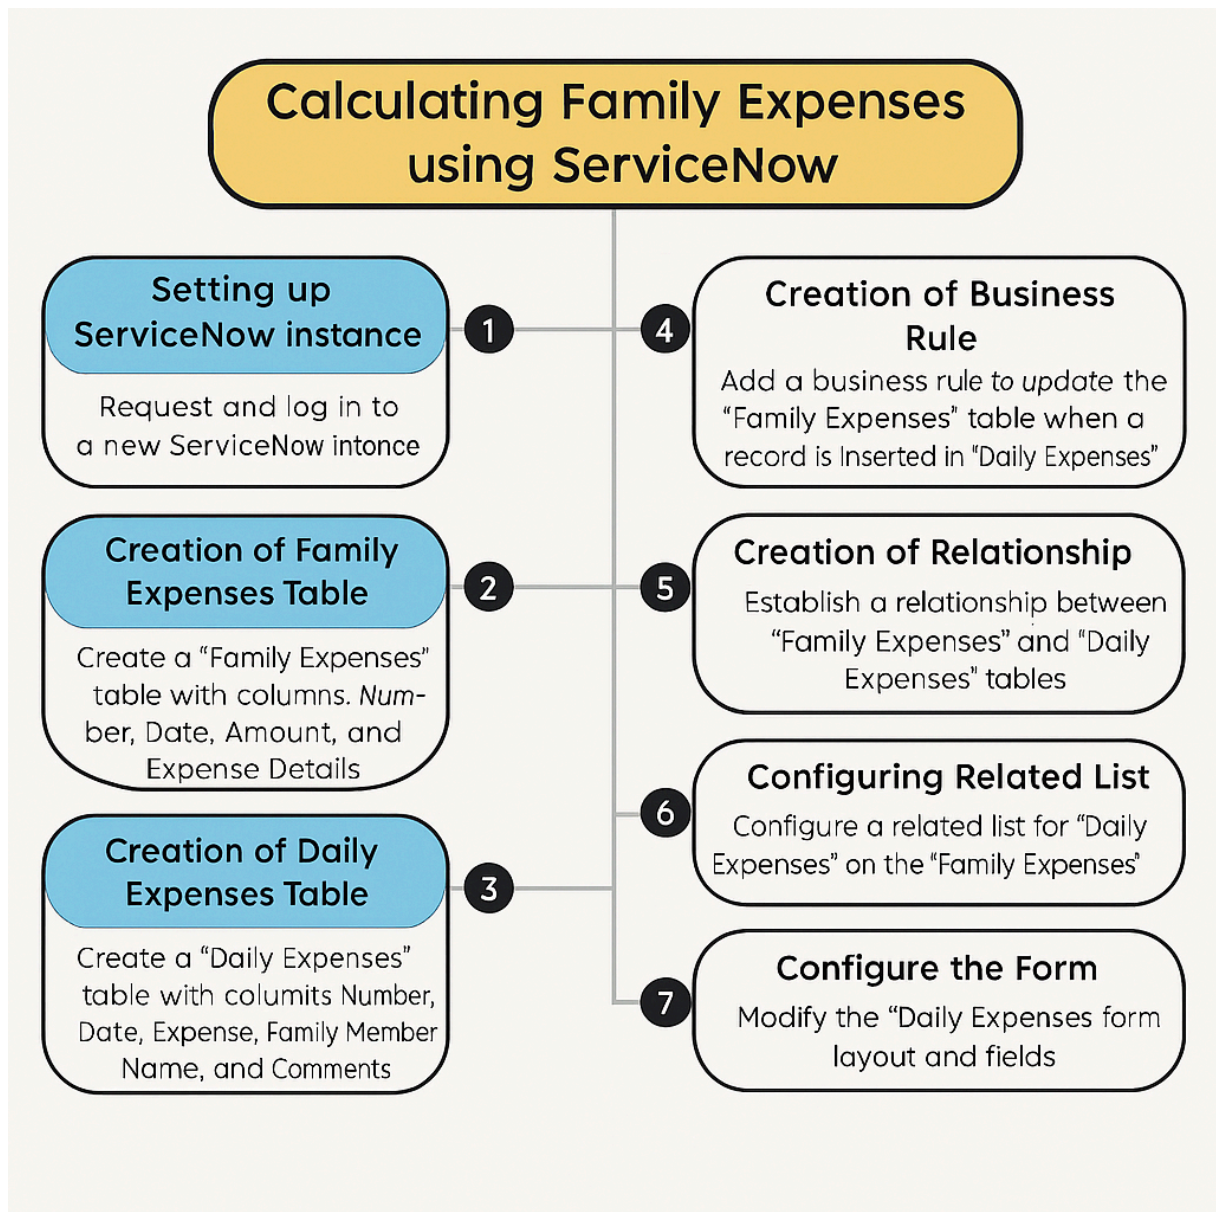 Calculating Family Expenses
using ServiceNow
Setting up
ServiceNow instance
1
Request and log in to
a new ServiceNow intonce
Creation of Family
Expenses Table
2
Create a “Family Expenses”
table with columns. Num-
ber, Date, Amount, and
Expense Details
Creation of Daily
Expenses Table
3
Create a “Daily Expenses”
table with columits Number,
Date, Expense, Family Member
Name, and Comments
4
Creation of Business
Rule
Add a business rule to update the
“Family Expenses” table when a
record is Inserted in “Daily Expenses”
5
Creation of Relationship
Establish a relationship between
“Family Expenses” and “Daily
Expenses” tables
6
Configuring Related List
Configure a related list for “Daily
Expenses” on the “Family Expenses”
7
Configure the Form
Modify the “Daily Expenses form
layout and fields